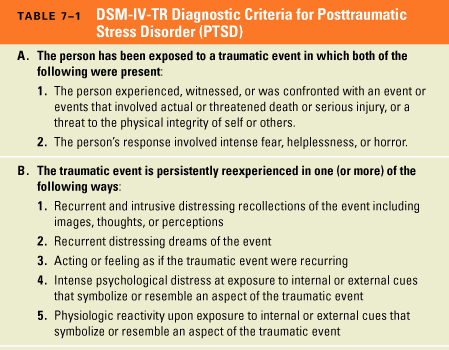 TABLE 7–1 DSM-IV-TR Diagnostic Criteria for Posttraumatic
Stress Disorder (PTSD)
A. The person has been exposed to a traumatic event in which both of the
following were present:
1. The person experienced, witnessed, or was confronted with an event or
events that involved actual or threatened death or serious injury, or a
threat to the physical integrity of self or others.
2. The person's response involved intense fear, helplessness, or horror.
B. The traumatic event is persistently reexperienced in one (or more) of the
following ways:
1. Recurrent and intrusive distressing recollections of the event including
images, thoughts, or perceptions
2. Recurrent distressing dreams of the event
3. Acting or feeling as if the traumatic event were recurring
4. Intense psychological distress at exposure to internal or external cues
that symbolize or resemble an aspect of the traumatic event
5. Physiologic reactivity upon exposure to internal or external cues that
symbolize or resemble an aspect of the traumatic event